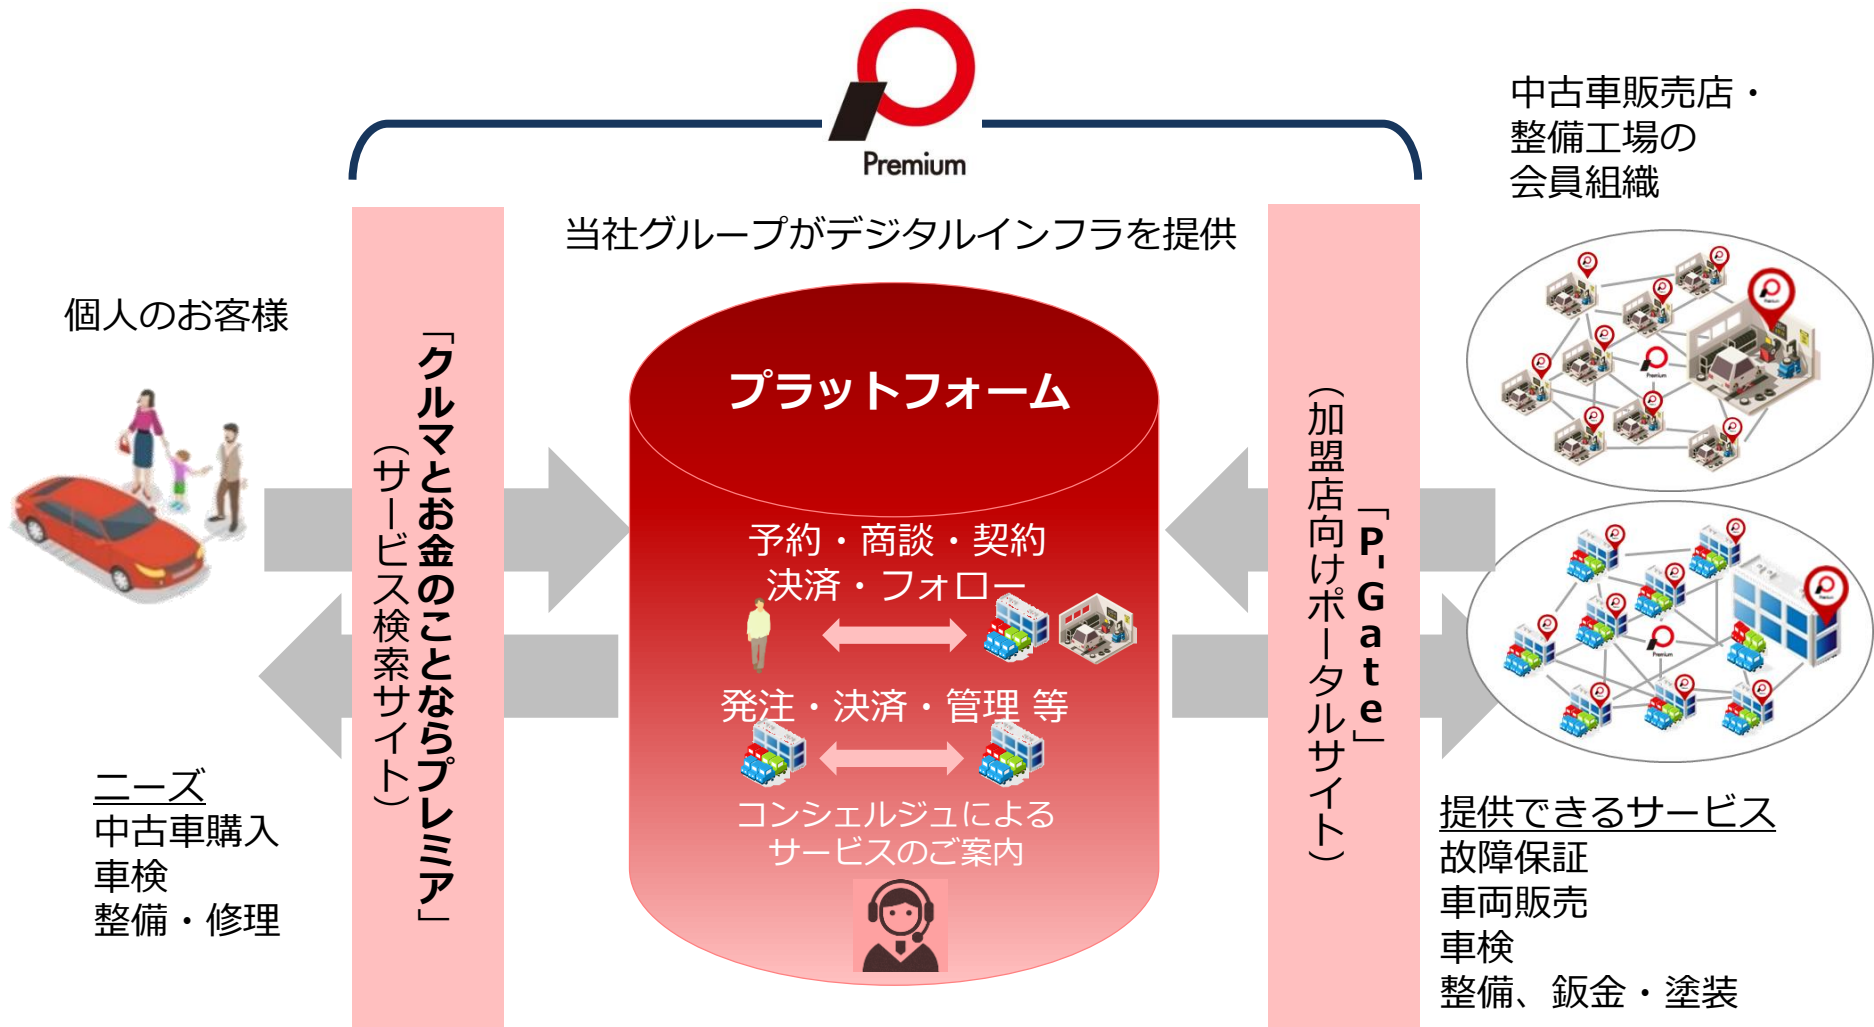 Premium
当社グループがデジタルインフラを提供
個人のお客様
「クルマとお金のことならプレミア」
（サービス検索サイト）
ニーズ
中古車購入
車検
整備・修理
プラットフォーム
予約・商談・契約
決済・フォロー
発注・決済・管理 等
コンシェルジュによる
サービスのご案内
「P-Gate」
（加盟店向けポータルサイト）
中古車販売店・
整備工場の
会員組織
Premium
Premium
提供できるサービス
故障保証
車両販売
車検
整備、鈑金・塗装